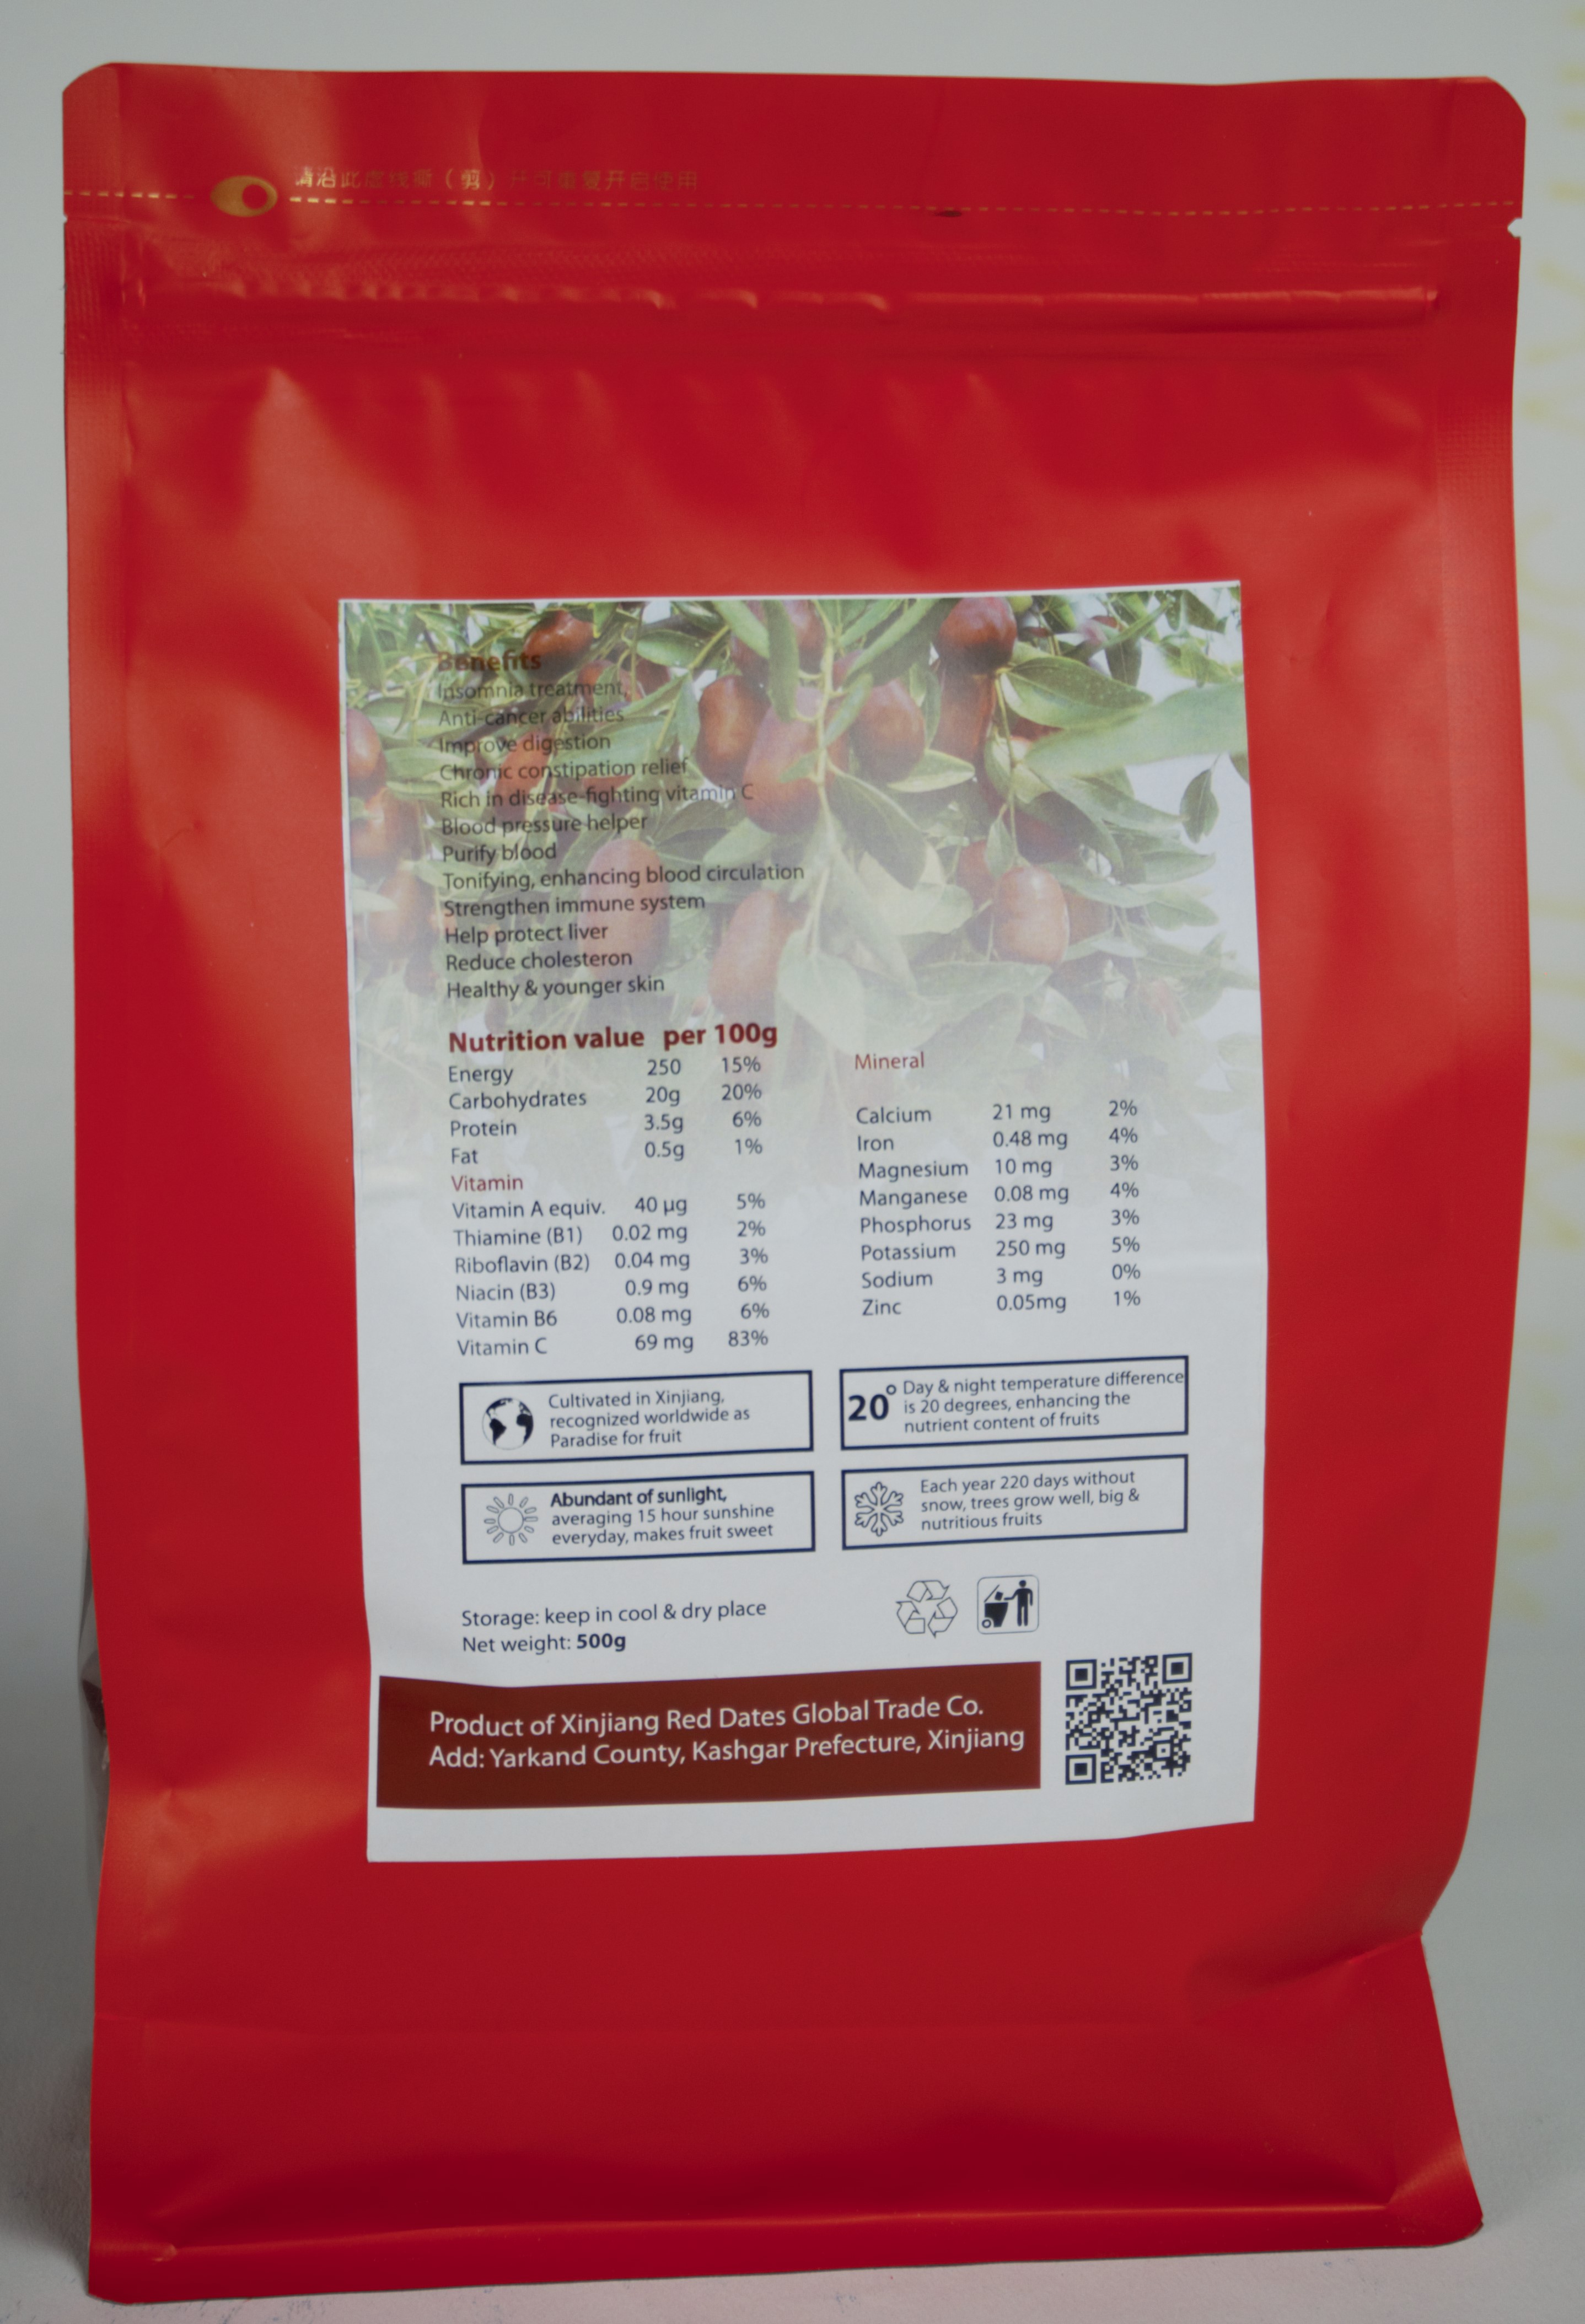 请沿此虚线撕（剪）开可重复开启使用
Benefits
Insomnia treatment,
Anti-cancer abilities
Improve digestion
Chronic constipation relief
Rich in disease-fighting vitamin C
Blood pressure helper
Purify blood
Tonifying, enhancing blood circulation
Strengthen immune system
Help protect liver
Reduce cholesteron
Healthy & younger skin
Nutrition value per 100g
Energy 250 15%
Carbohydrates 20g 20%
Protein 3.5g 6%
Fat 0.5g 1%
Vitamin
Vitamin A equiv. 40 µg 5%
Thiamine (B1) 0.02 mg 2%
Riboflavin (B2) 0.04 mg 3%
Niacin (B3) 0.9 mg 6%
Vitamin B6 0.08 mg 6%
Vitamin C 69 mg 83%
Mineral
Calcium 21 mg 2%
Iron 0.48 mg 4%
Magnesium 10 mg 3%
Manganese 0.08 mg 4%
Phosphorus 23 mg 3%
Potassium 250 mg 5%
Sodium 3 mg 0%
Zinc 0.05mg 1%
Cultivated in Xinjiang,
recognized worldwide as
Paradise for fruit
20° Day & night temperature difference
is 20 degrees, enhancing the
nutrient content of fruits
Abundant of sunlight,
averaging 15 hour sunshine
everyday, makes fruit sweet
Each year 220 days without
snow, trees grow well, big &
nutritious fruits
Storage: keep in cool & dry place
Net weight: 500g
Product of Xinjiang Red Dates Global Trade Co.
Add: Yarkand County, Kashgar Prefecture, Xinjiang